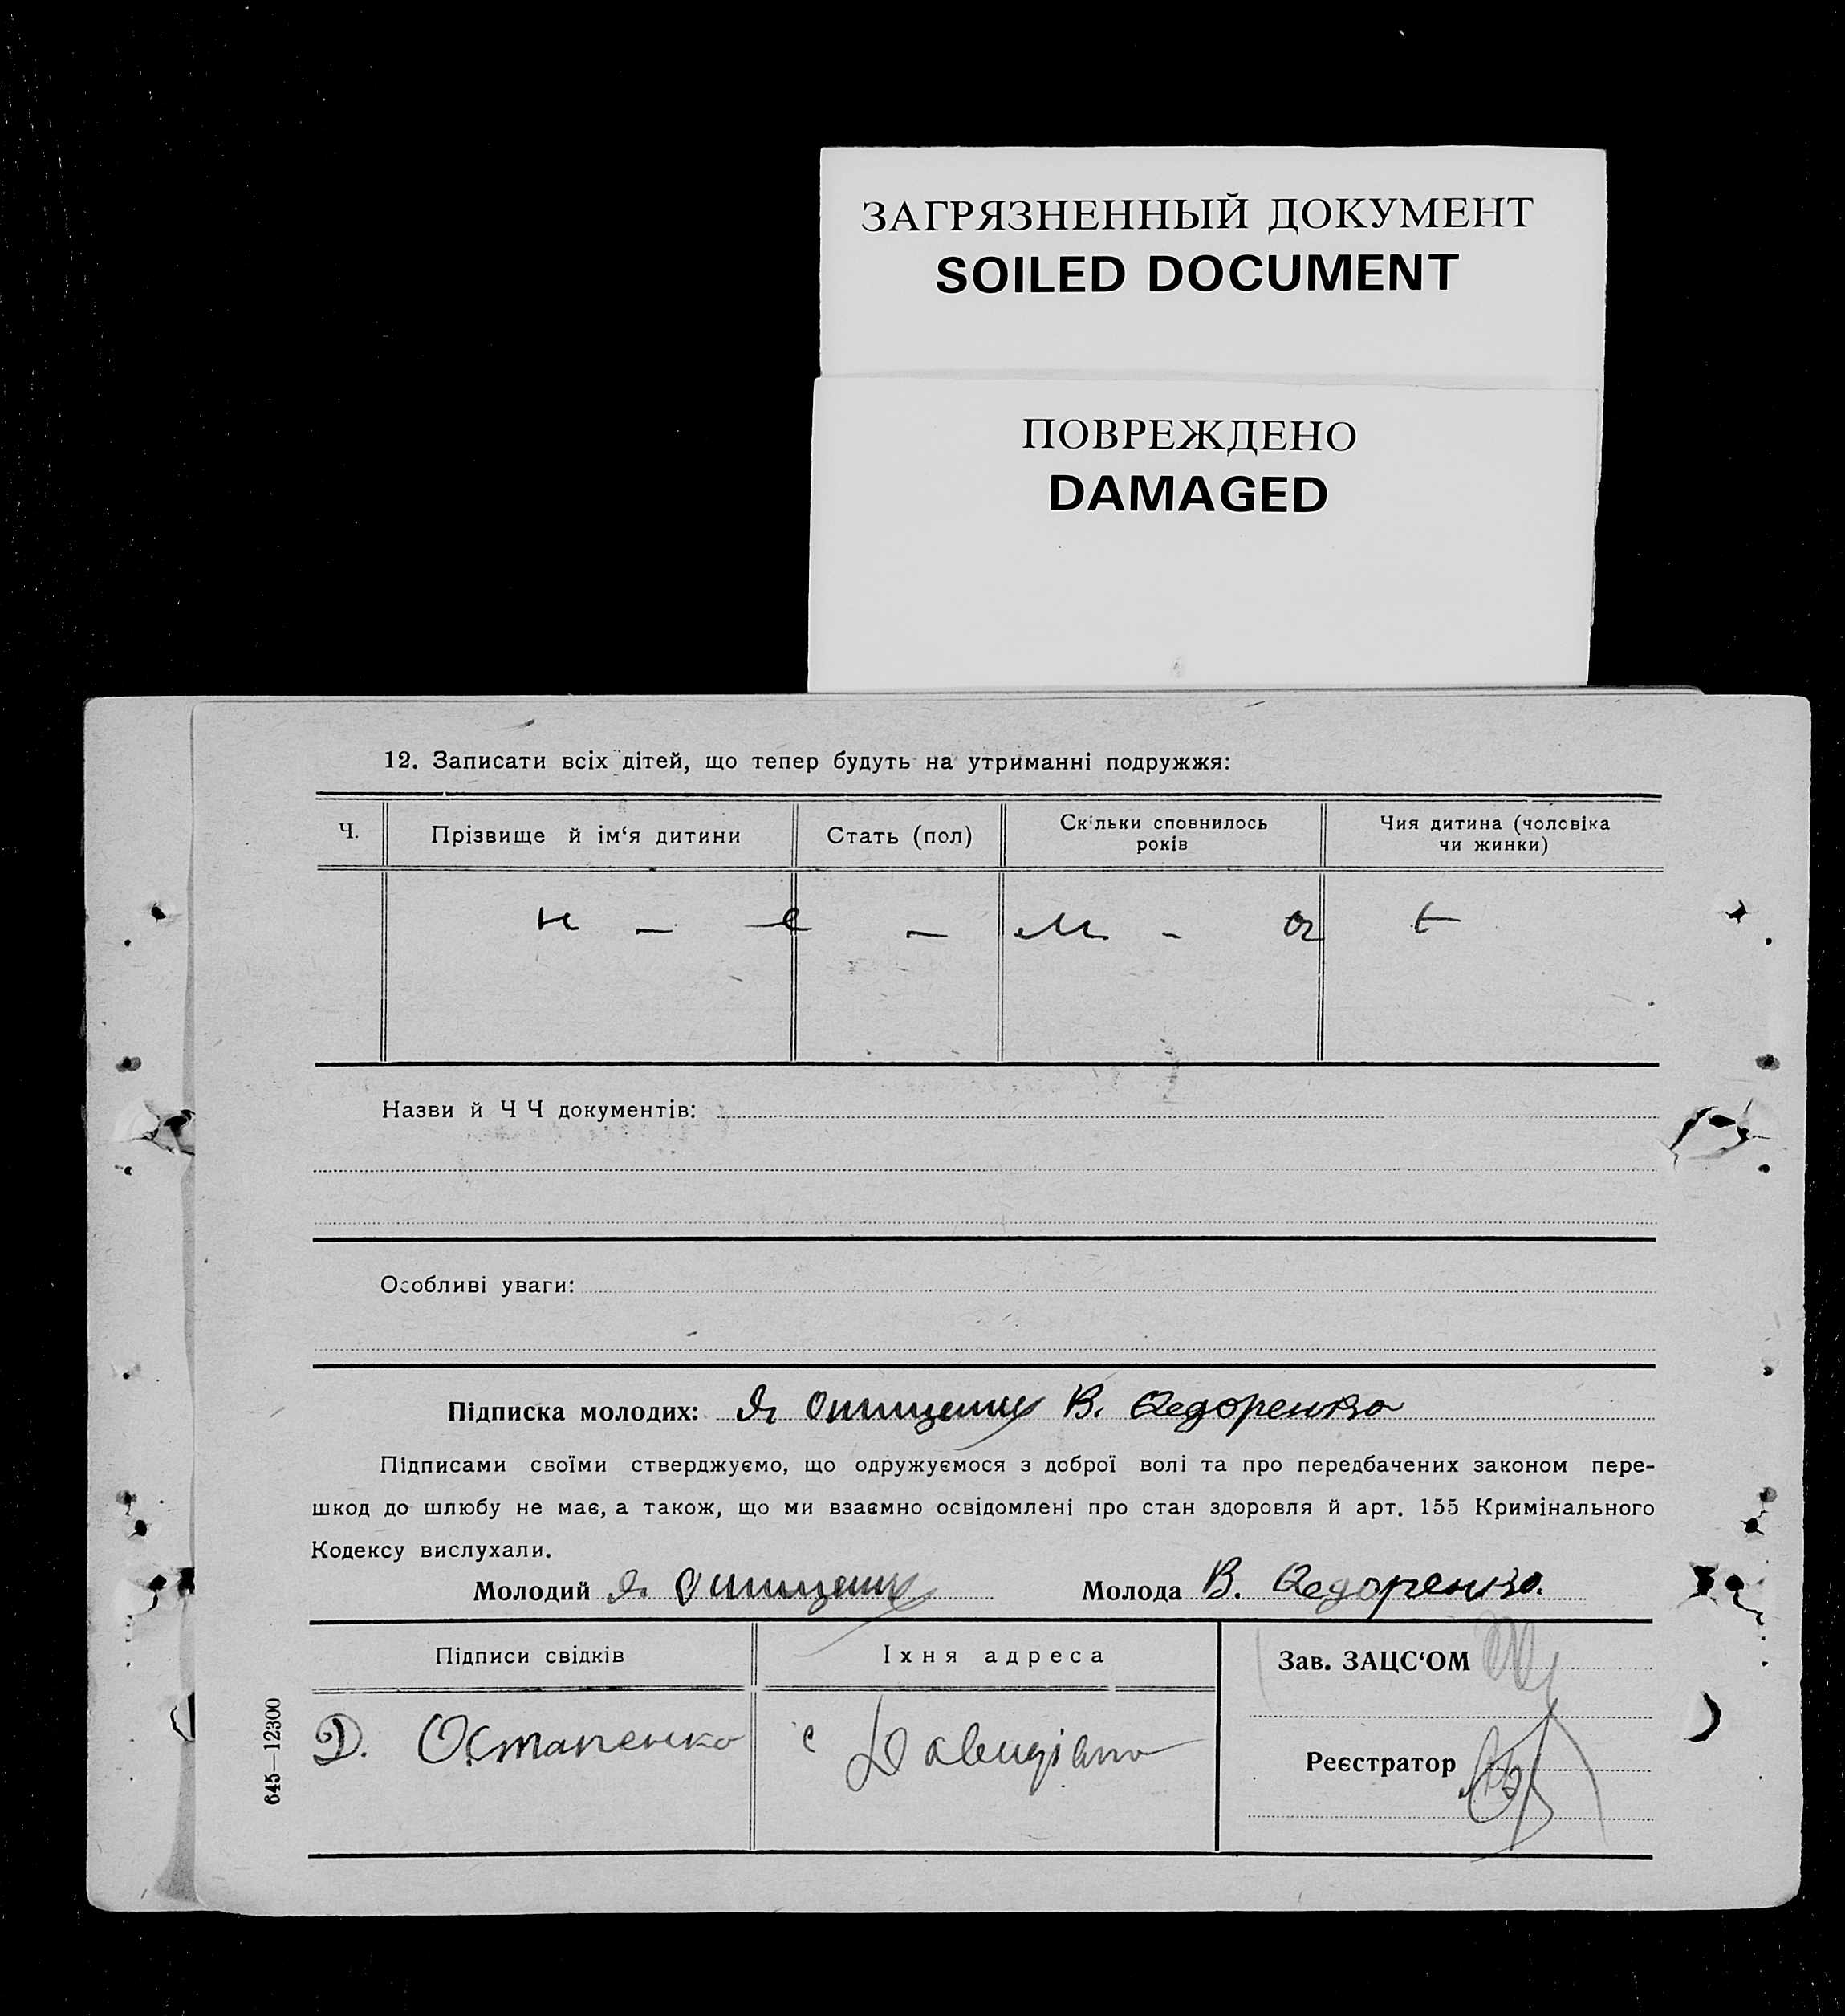 ЗАГРЯЗНЕННЫЙ ДОКУМЕНТ
SOILED DOCUMENT
ПОВРЕЖДЕНО
DAMAGED
12. Записати всіх дітей, що тепер будуть на утриманні подружжя:
Ч. Прізвище й ім‘я дитини Стать (пол) Скільки сповнилось років Чия дитина (чоловіка чи жинки)
н – е – м – а
Назви й Ч Ч документів:
Особливі уваги:
Підписка молодих: В. Федоренко
Підписами своїми стверджуємо, що одружуємося з доброї волі та про передбачених законом пере-
шкод до шлюбу не має, а також, що ми взаємно освідомлені про стан здоровля й арт. 155 Кримінального
Кодексу вислухали.
Молодий Молода В. Федоренко.
Підписи свідків Іхня адреса Зав. ЗАЦС‘ОМ
Д. Остапенко с
Реєстратор
645—12300